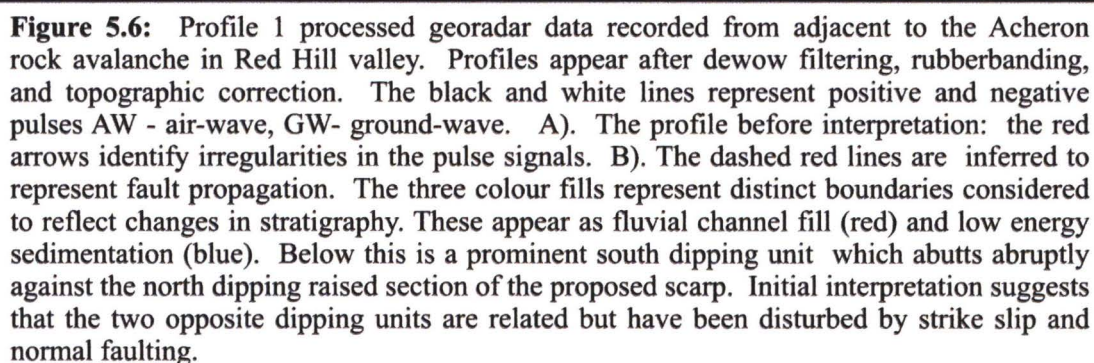 Figure 5.6: Profile 1 processed georadar data recorded from adjacent to the Acheron
rock avalanche in Red Hill valley. Profiles appear after dewow filtering, rubberbanding,
and topographic correction. The black and white lines represent positive and negative
pulses AW - air-wave, GW- ground-wave. A). The profile before interpretation: the red
arrows identify irregularities in the pulse signals. B). The dashed red lines are inferred to
represent fault propagation. The three colour fills represent distinct boundaries considered
to reflect changes in stratigraphy. These appear as fluvial channel fill (red) and low energy
sedimentation (blue). Below this is a prominent south dipping unit which abutts abruptly
against the north dipping raised section of the proposed scarp. Initial interpretation suggests
that the two opposite dipping units are related but have been disturbed by strike slip and
normal faulting.